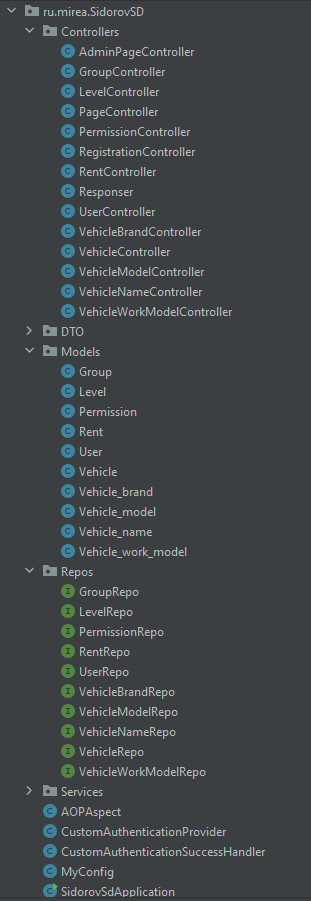 ru.mirea.SidorovSD
Controllers
AdminPageController
GroupController
LevelController
PageController
PermissionController
RegistrationController
RentController
Responser
UserController
VehicleBrandController
VehicleController
VehicleModelController
VehicleNameController
VehicleWorkModelController
DTO
Models
Group
Level
Permission
Rent
User
Vehicle
Vehicle_brand
Vehicle_model
Vehicle_name
Vehicle_work_model
Repos
GroupRepo
LevelRepo
PermissionRepo
RentRepo
UserRepo
VehicleBrandRepo
VehicleModelRepo
VehicleNameRepo
VehicleRepo
VehicleWorkModelRepo
Services
AOPAspect
CustomAuthenticationProvider
CustomAuthenticationSuccessHandler
MyConfig
SidorovSdApplication